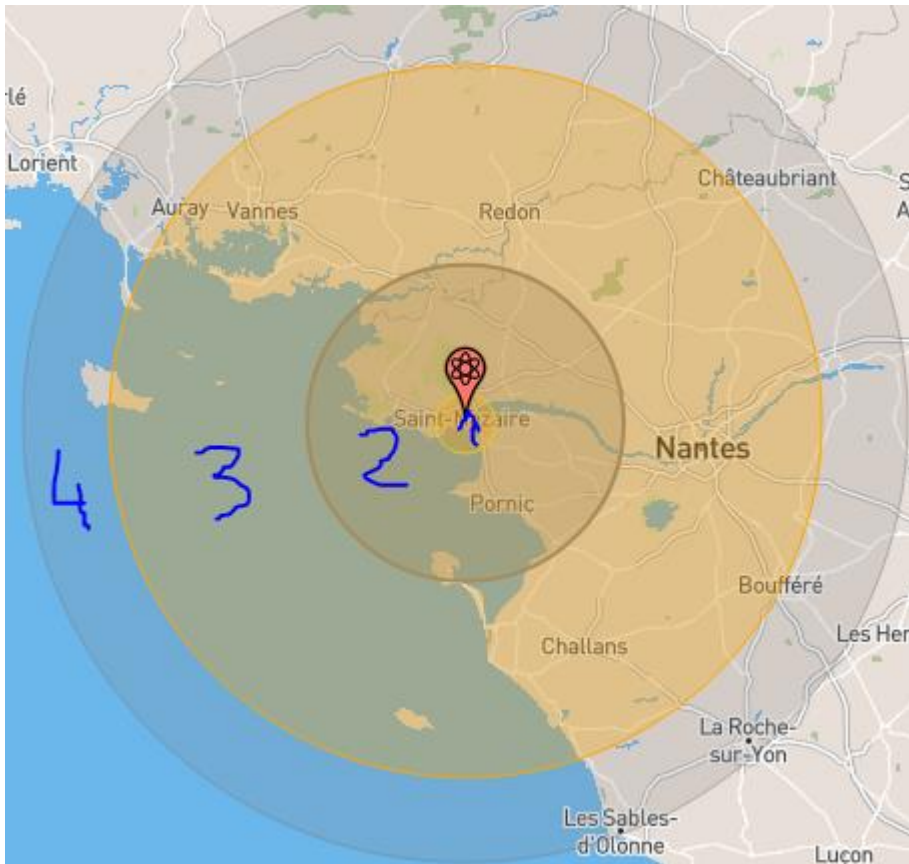 rlé
Lorient
Auray
Vannes
Redon
Châteaubriant
S
A
Saint-Nazaire
1
2
3
4
Nantes
Pornic
Boufféré
Challans
Les Her
La Roche-
sur-Yon
Les Sables-
d'Olonne
Luçon